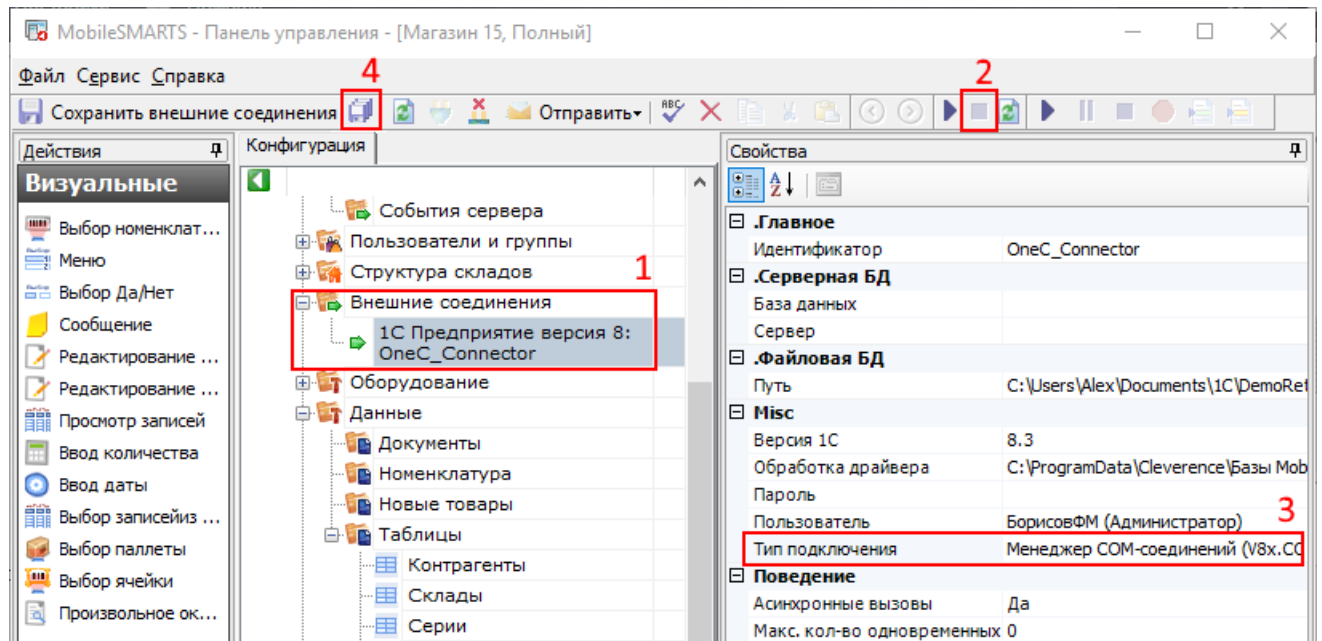 MobileSMARTS - Панель управления - [Магазин 15, Полный]
Файл Сервис Справка
4
2
Сохранить внешние соединения
Отправить
ABC
Действия
Визуальные
Выбор номенклат...
Меню
Выбор Да/Нет
Сообщение
Редактирование ...
Редактирование ...
Просмотр записей
Ввод количества
Ввод даты
Выбор записейиз ...
Выбор паллеты
Выбор ячейки
Произвольное ок...
Конфигурация
События сервера
Пользователи и группы
Структура складов
1
Внешние соединения
1С Предприятие версия 8:
OneC_Connector
Оборудование
Данные
Документы
Номенклатура
Новые товары
Таблицы
Контрагенты
Склады
Серии
Свойства
.Главное
Идентификатор OneC_Connector
.Серверная БД
База данных
Сервер
.Файловая БД
Путь C:\Users\Alex\Documents\1C\DemoRet
Misc
Версия 1С 8.3
Обработка драйвера C:\ProgramData\Cleverence\Базы Mob
Пароль
3
Пользователь БорисовФМ (Администратор)
Тип подключения Менеджер COM-соединений (V8x.CO
Поведение
Асинхронные вызовы Да
Макс. кол-во одновременных 0